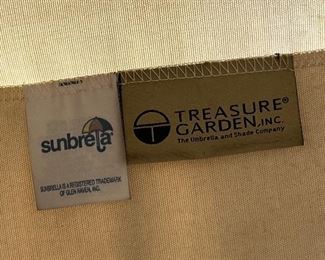 sunbrella®
SUNBRELLA IS A REGISTERED TRADEMARK
OF GLEN RAVEN, INC.
TREASURE®
GARDEN, INC.
The Umbrella and Shade Company